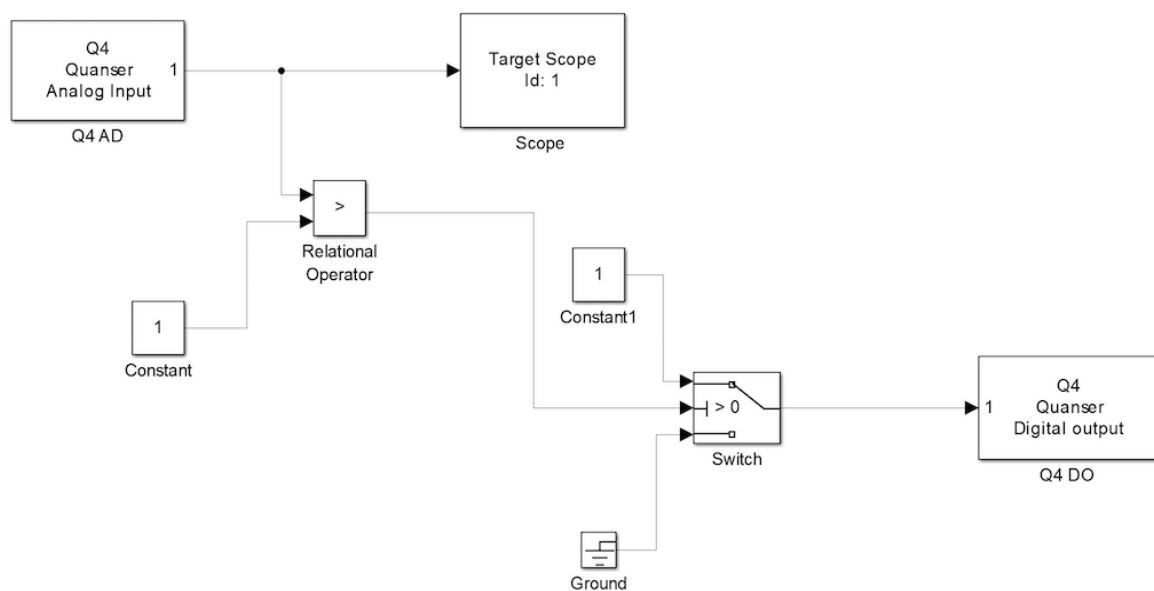 Q4
Quanser
Analog Input
1
Q4 AD
Target Scope
Id: 1
Scope
>
Relational
Operator
1
Constant
1
Constant1
> 0
Switch
1
Q4
Quanser
Digital output
Q4 DO
Ground